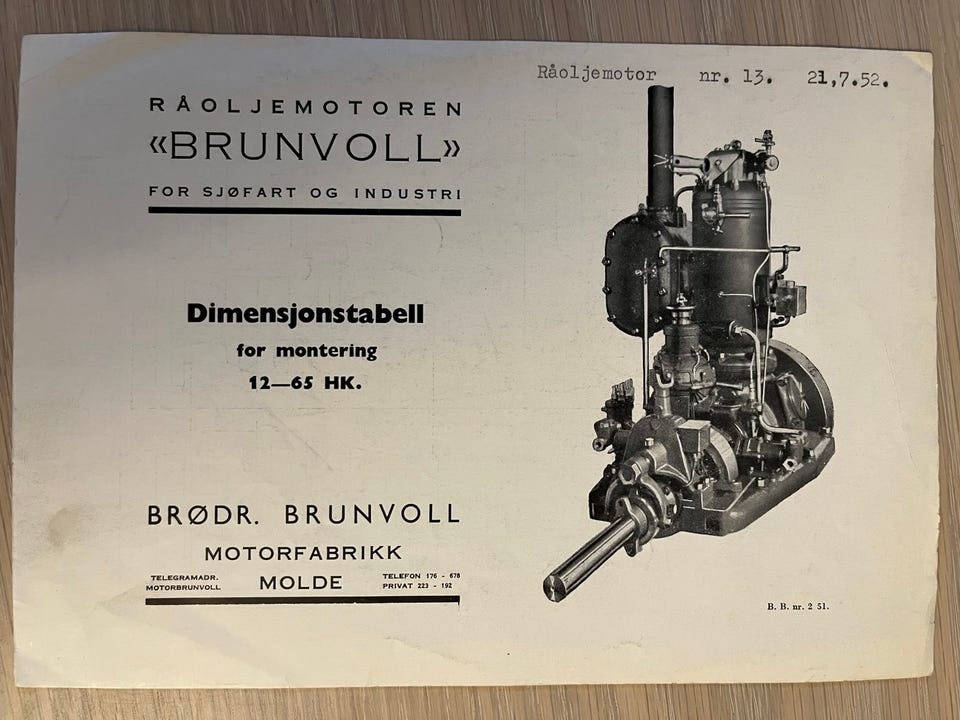 Råoljemotor nr. 13. 21,7.52.
RÅOLJEMOTOREN
«BRUNVOLL»
FOR SJØFART OG INDUSTRI
Dimensjonstabell
for montering
12—65 HK.
BRØDR. BRUNVOLL
MOTORFABRIKK
TELEGRAMADR.
MOTORBRUNVOLL
MOLDE
TELEFON 176 - 678
PRIVAT 223 - 192
B. B. nr. 2 51.